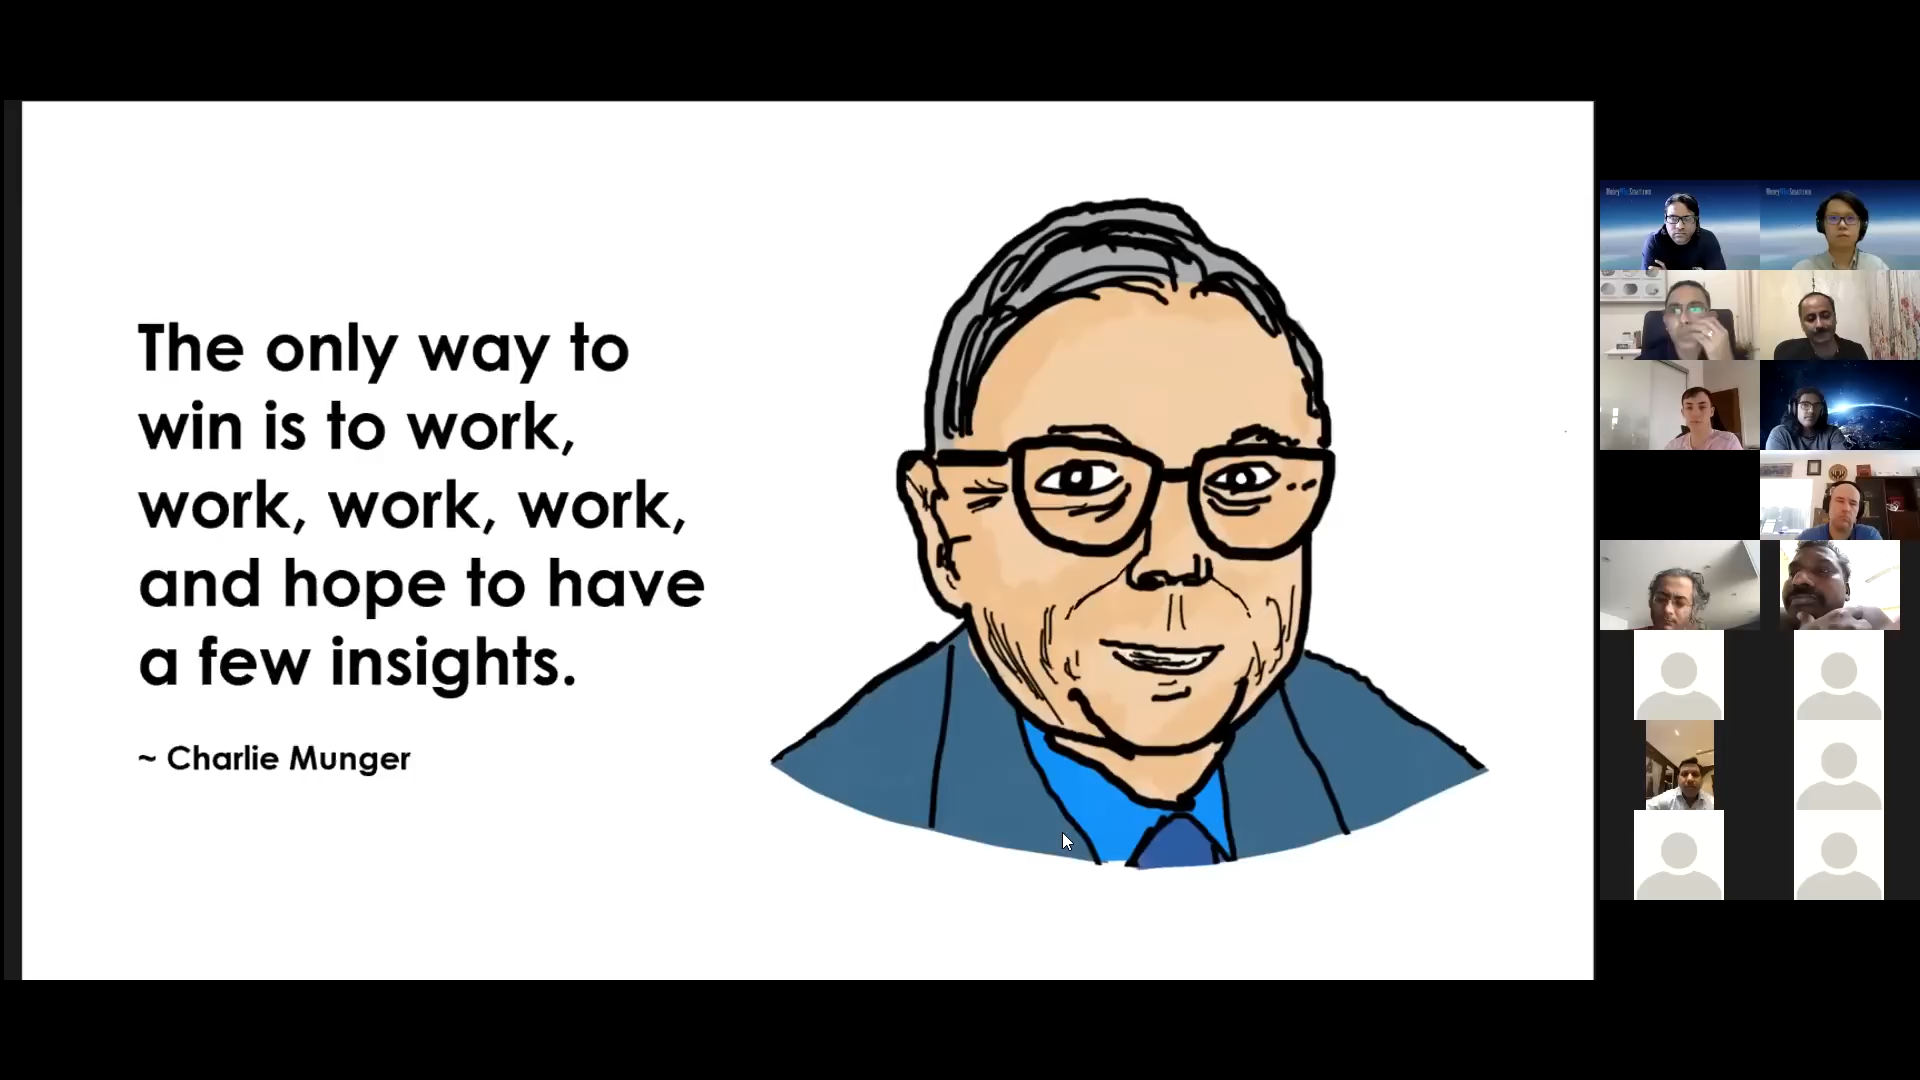 The only way to
win is to work,
work, work, work,
and hope to have
a few insights.
~ Charlie Munger